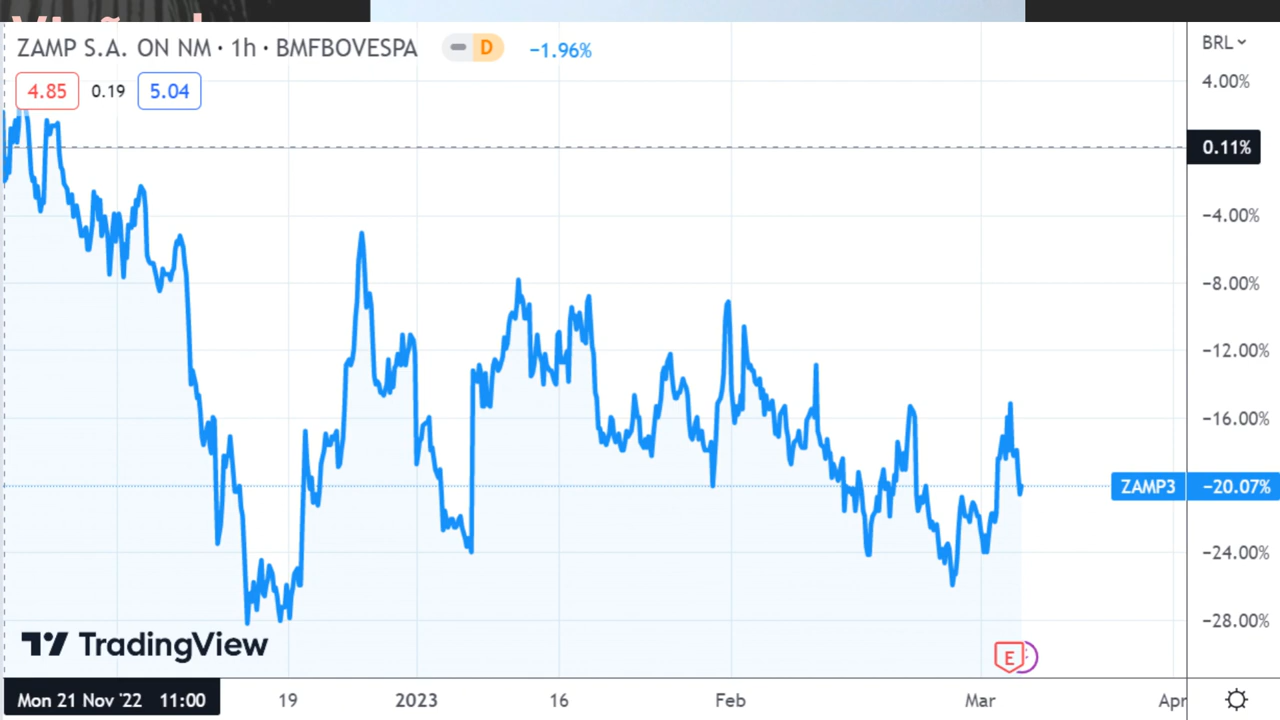 ZAMP S.A. ON NM · 1h · BMFBOVESPA D −1.96%
BRL
4.85 0.19 5.04
4.00%
0.11%
−4.00%
−8.00%
−12.00%
−16.00%
ZAMP3 −20.07%
−24.00%
−28.00%
TradingView
E
Mon 21 Nov '22 11:00 19 2023 16 Feb Mar Apr